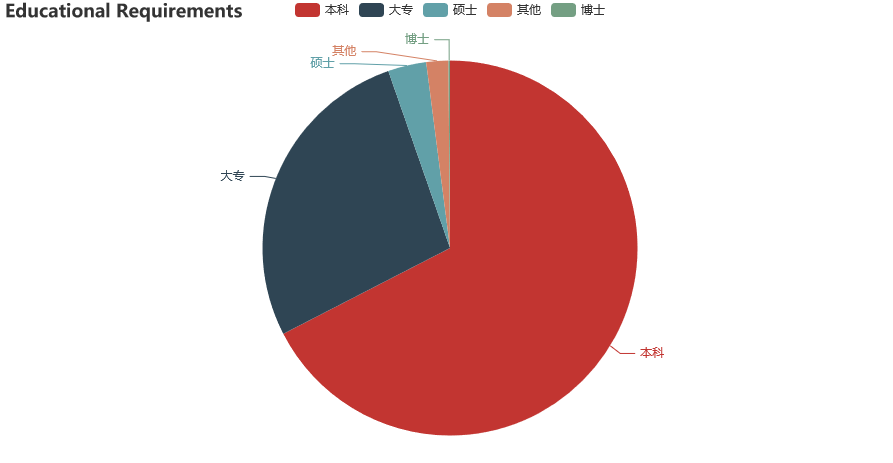 Educational Requirements
本科 大专 硕士 其他 博士
博士
其他
硕士
大专
本科